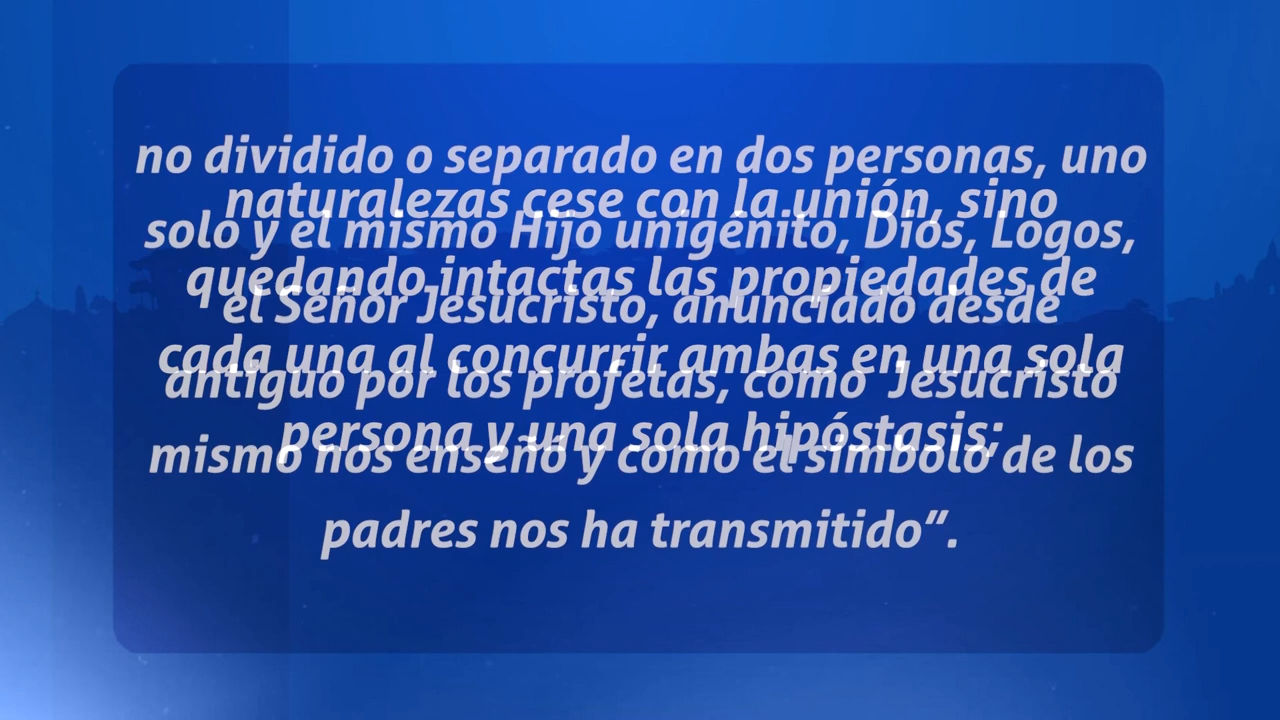 no dividido o separado en dos personas, uno
naturalezas cese con la unión, sino
solo y el mismo Hijo unigénito, Dios, Logos,
quedando intactas las propiedades de
el Señor Jesucristo, anunciado desde
cada una al concurrir ambas en una sola
antiguo por los profetas, como Jesucristo
persona y una sola hipóstasis;
mismo nos enseñó y como el símbolo de los
padres nos ha transmitido”.